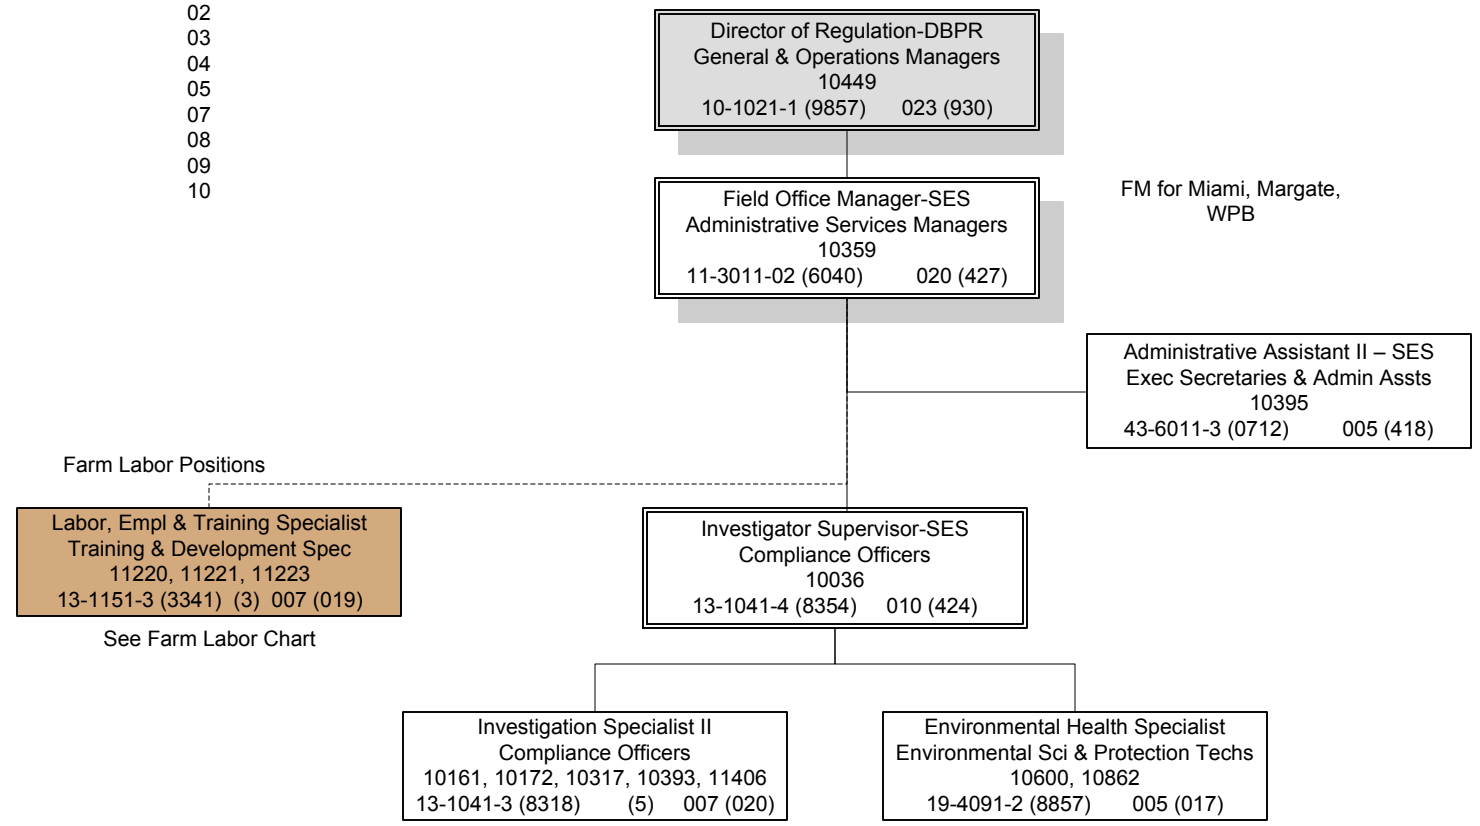 02
03
04
05
07
08
09
10
Director of Regulation-DBPR
General & Operations Managers
10449
10-1021-1 (9857) 023 (930)
Field Office Manager-SES
Administrative Services Managers
10359
11-3011-02 (6040) 020 (427)
FM for Miami, Margate,
WPB
Administrative Assistant II – SES
Exec Secretaries & Admin Assts
10395
43-6011-3 (0712) 005 (418)
Farm Labor Positions
Labor, Empl & Training Specialist
Training & Development Spec
11220, 11221, 11223
13-1151-3 (3341) (3) 007 (019)
See Farm Labor Chart
Investigator Supervisor-SES
Compliance Officers
10036
13-1041-4 (8354) 010 (424)
Investigation Specialist II
Compliance Officers
10161, 10172, 10317, 10393, 11406
13-1041-3 (8318) (5) 007 (020)
Environmental Health Specialist
Environmental Sci & Protection Techs
10600, 10862
19-4091-2 (8857) 005 (017)